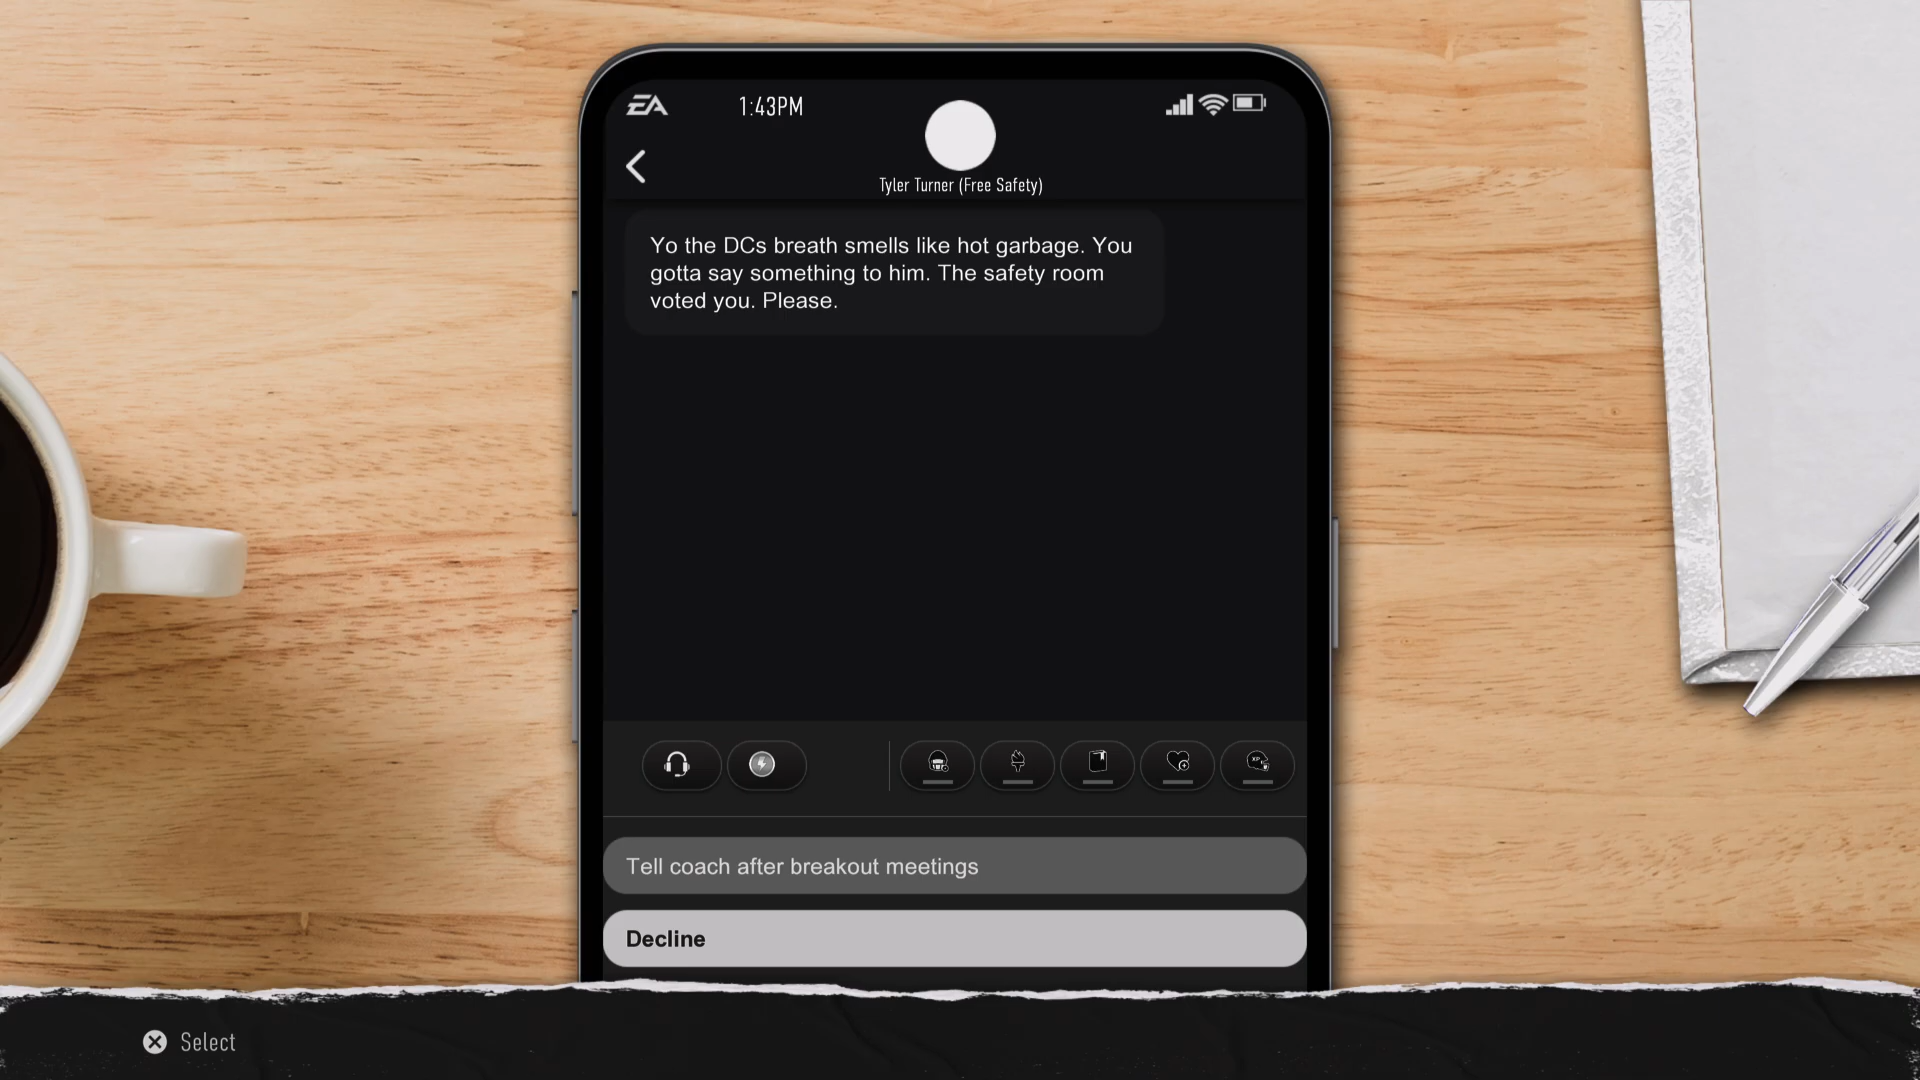 EA
1:43PM
Tyler Turner (Free Safety)
Yo the DCs breath smells like hot garbage. You
gotta say something to him. The safety room
voted you. Please.
XP
Tell coach after breakout meetings
Decline
Select